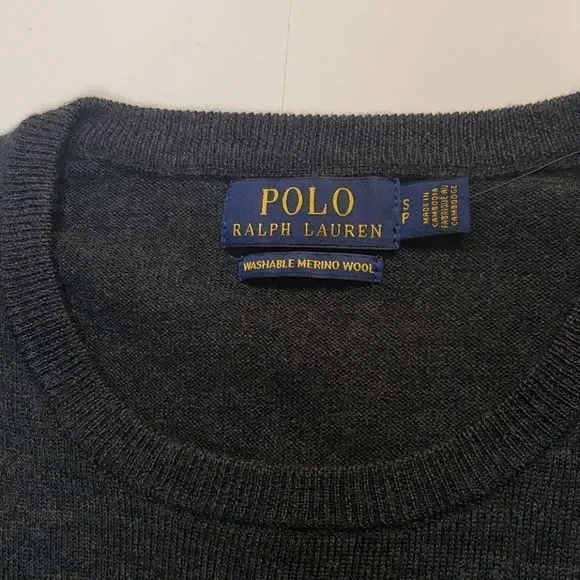 POLO
RALPH LAUREN
WASHABLE MERINO WOOL
S
P
MADE IN
CAMBODIA
FABRIQUÉ AU
CAMBODGE